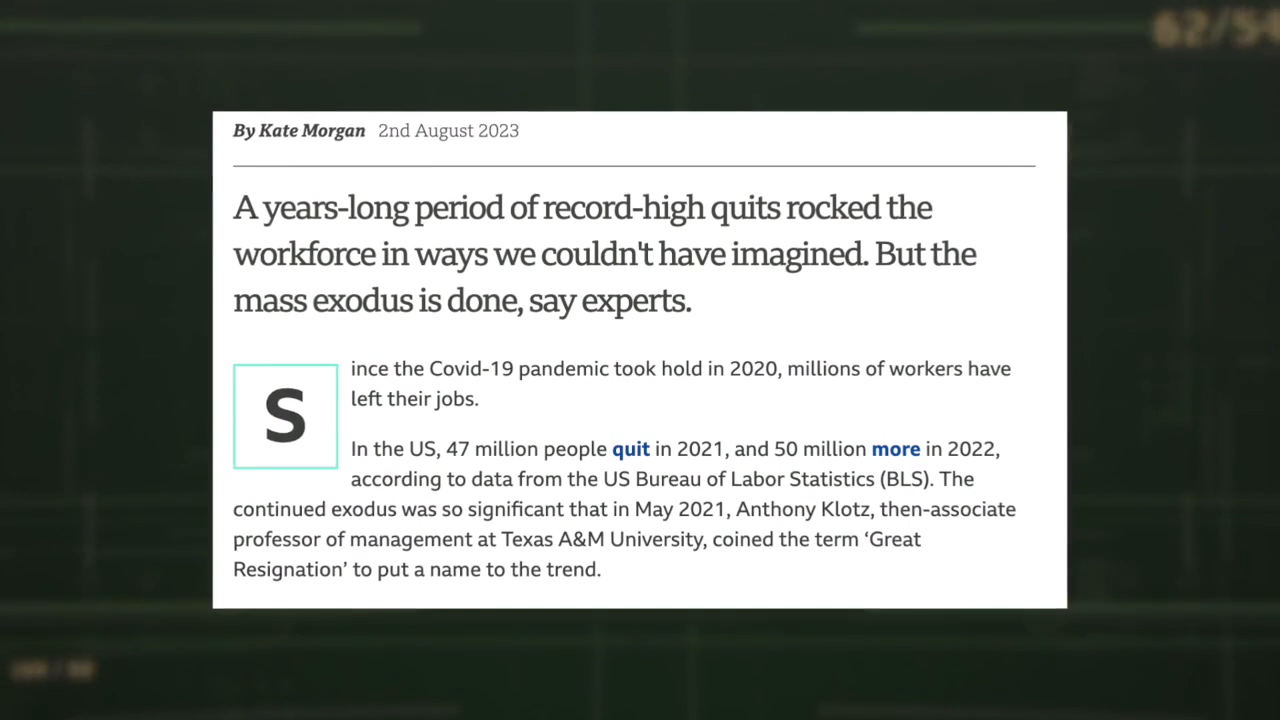 62/54
By Kate Morgan 2nd August 2023
A years-long period of record-high quits rocked the
workforce in ways we couldn't have imagined. But the
mass exodus is done, say experts.
Since the Covid-19 pandemic took hold in 2020, millions of workers have
left their jobs.
In the US, 47 million people quit in 2021, and 50 million more in 2022,
according to data from the US Bureau of Labor Statistics (BLS). The
continued exodus was so significant that in May 2021, Anthony Klotz, then-associate
professor of management at Texas A&M University, coined the term ‘Great
Resignation’ to put a name to the trend.